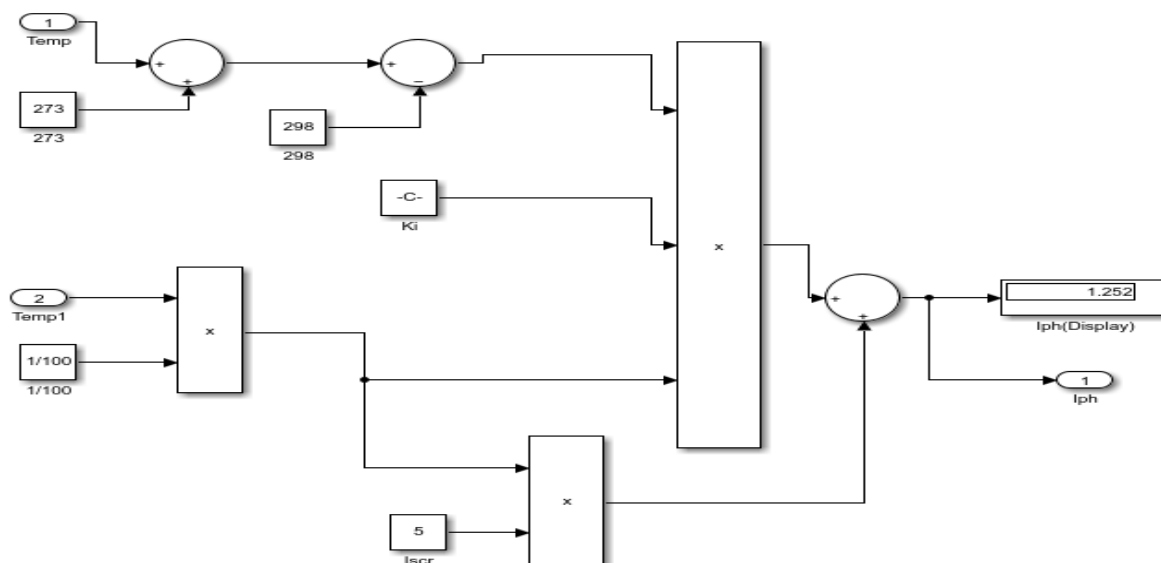 1
Temp
+
+
273
273
+
−
298
298
-C-
Ki
×
2
Temp1
1/100
1/100
×
+
+
1.252
Iph(Display)
1
Iph
×
5
Iscr